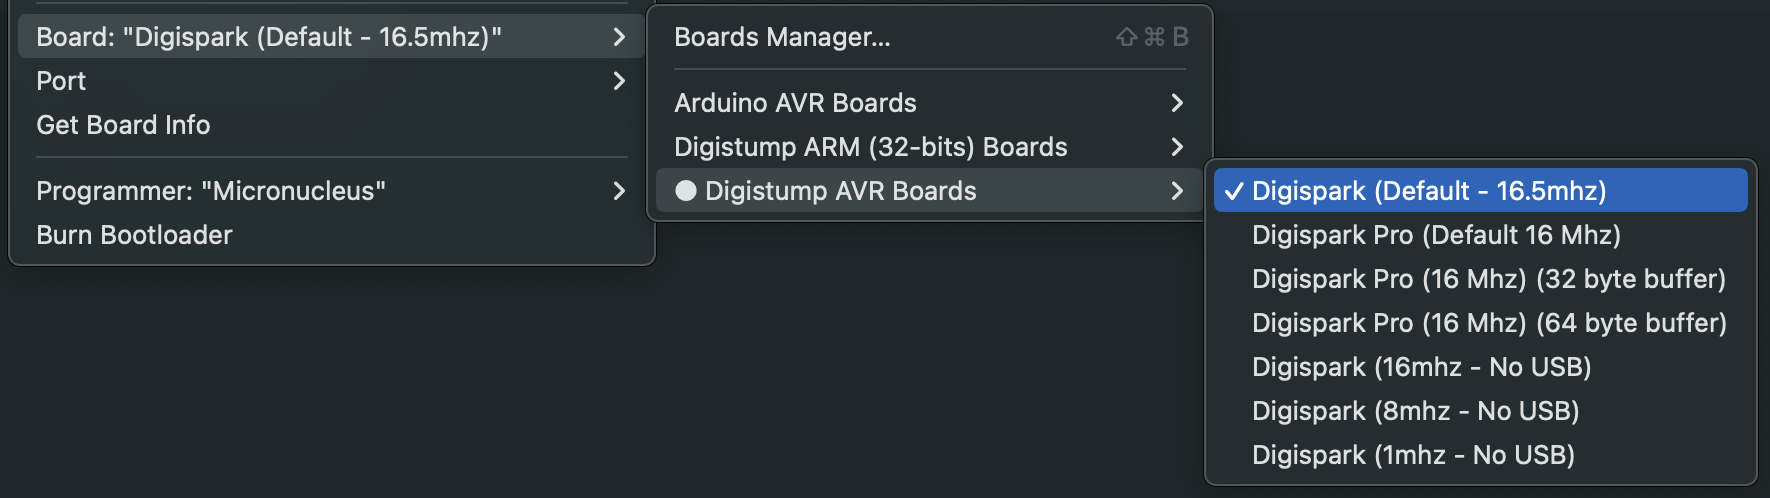 Board: "Digispark (Default - 16.5mhz)"
Port
Get Board Info
Programmer: "Micronucleus"
Burn Bootloader
Boards Manager... ⇧ ⌘ B
Arduino AVR Boards
Digistump ARM (32-bits) Boards
Digistump AVR Boards
Digispark (Default - 16.5mhz)
Digispark Pro (Default 16 Mhz)
Digispark Pro (16 Mhz) (32 byte buffer)
Digispark Pro (16 Mhz) (64 byte buffer)
Digispark (16mhz - No USB)
Digispark (8mhz - No USB)
Digispark (1mhz - No USB)